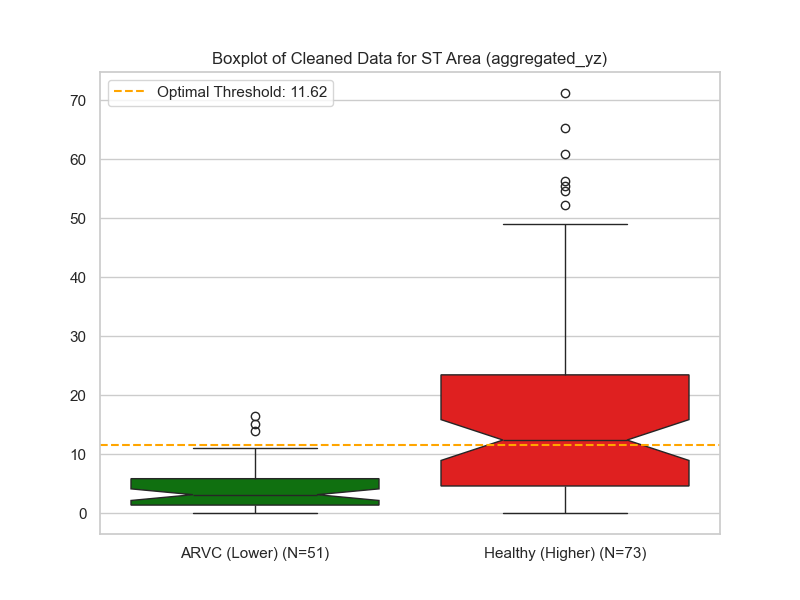 Boxplot of Cleaned Data for ST Area (aggregated_yz)
Optimal Threshold: 11.62
70
60
50
40
30
20
10
0
ARVC (Lower) (N=51)
Healthy (Higher) (N=73)